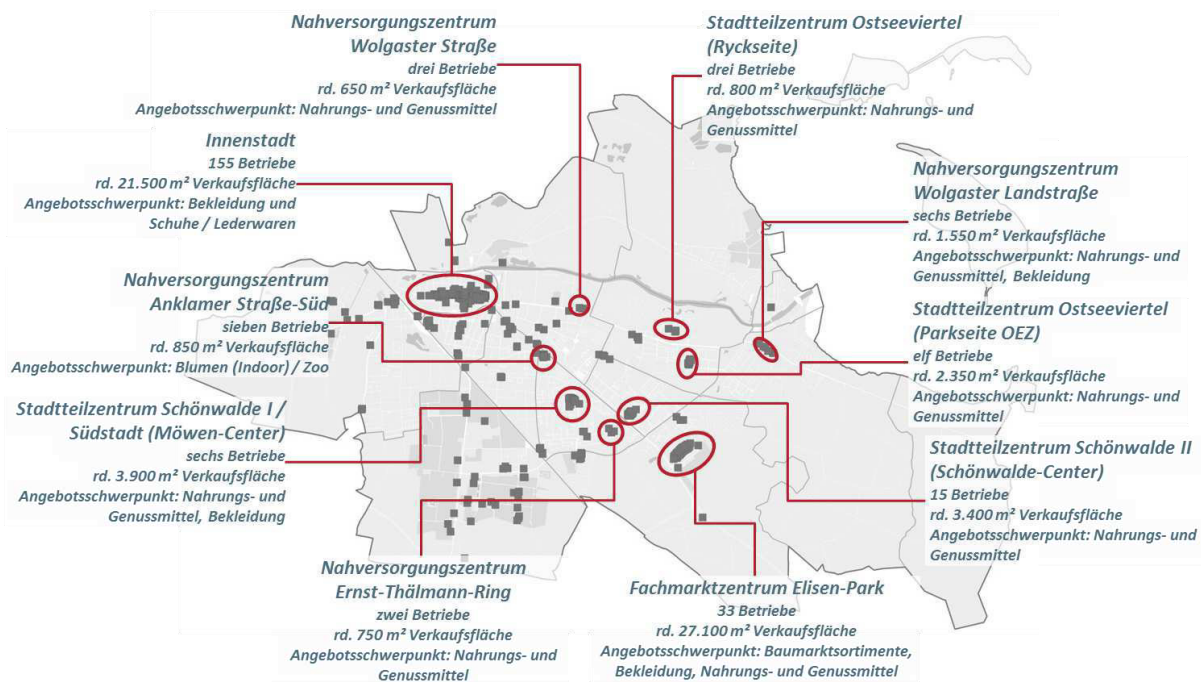 Nahversorgungszentrum
Wolgaster Straße
drei Betriebe
rd. 650 m² Verkaufsfläche
Angebotsschwerpunkt: Nahrungs- und Genussmittel
Stadtteilzentrum Ostseeviertel
(Ryckseite)
drei Betriebe
rd. 800 m² Verkaufsfläche
Angebotsschwerpunkt: Nahrungs- und
Genussmittel
Innenstadt
155 Betriebe
rd. 21.500 m² Verkaufsfläche
Angebotsschwerpunkt: Bekleidung und
Schuhe / Lederwaren
Nahversorgungszentrum
Wolgaster Landstraße
sechs Betriebe
rd. 1.550 m² Verkaufsfläche
Angebotsschwerpunkt: Nahrungs- und
Genussmittel, Bekleidung
Nahversorgungszentrum
Anklamer Straße-Süd
sieben Betriebe
rd. 850 m² Verkaufsfläche
Angebotsschwerpunkt: Blumen (Indoor) / Zoo
Stadtteilzentrum Ostseeviertel
(Parkseite OEZ)
elf Betriebe
rd. 2.350 m² Verkaufsfläche
Angebotsschwerpunkt: Nahrungs- und
Genussmittel
Stadtteilzentrum Schönwalde I /
Südstadt (Möwen-Center)
sechs Betriebe
rd. 3.900 m² Verkaufsfläche
Angebotsschwerpunkt: Nahrungs- und
Genussmittel, Bekleidung
Stadtteilzentrum Schönwalde II
(Schönwalde-Center)
15 Betriebe
rd. 3.400 m² Verkaufsfläche
Angebotsschwerpunkt: Nahrungs- und
Genussmittel
Nahversorgungszentrum
Ernst-Thälmann-Ring
zwei Betriebe
rd. 750 m² Verkaufsfläche
Angebotsschwerpunkt: Nahrungs- und
Genussmittel
Fachmarktzentrum Elisen-Park
33 Betriebe
rd. 27.100 m² Verkaufsfläche
Angebotsschwerpunkt: Baumarktsortimente,
Bekleidung, Nahrungs- und Genussmittel